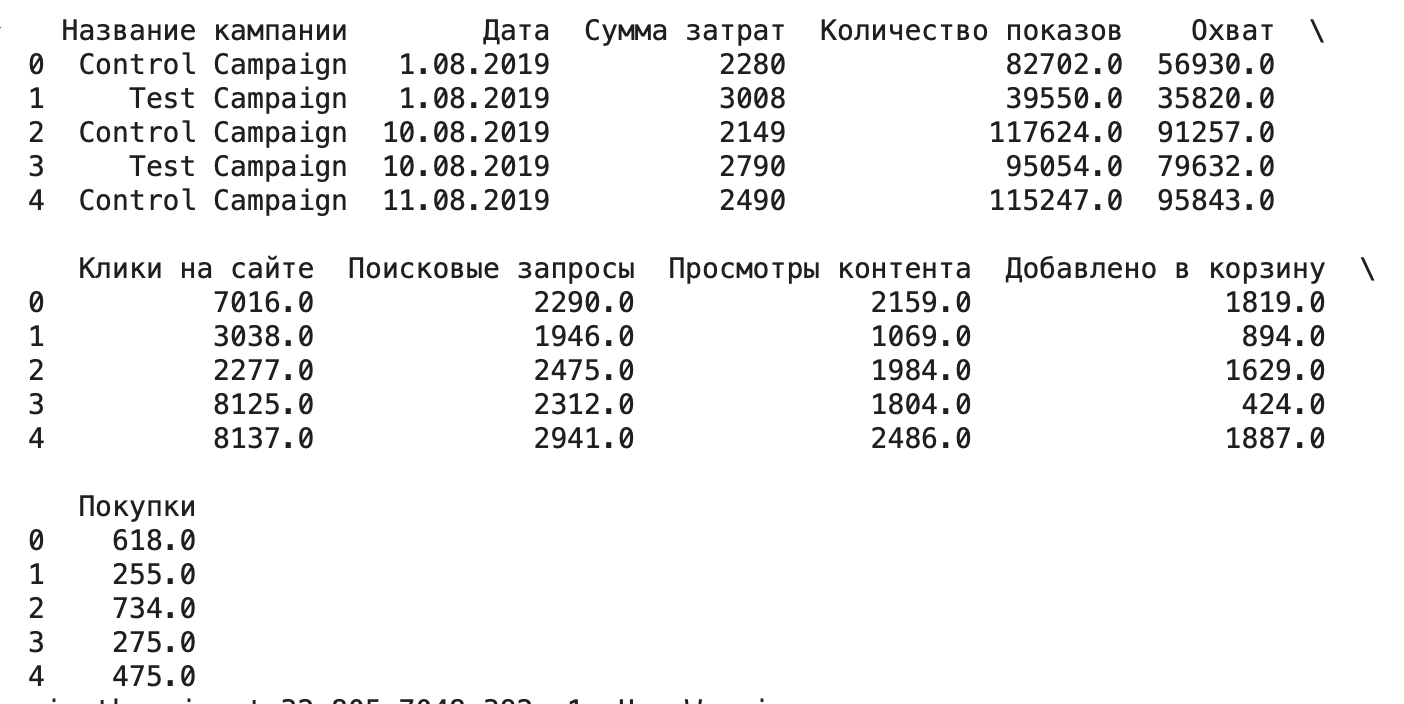 Название кампании Дата Сумма затрат Количество показов Охват \
0 Control Campaign 1.08.2019 2280 82702.0 56930.0
1 Test Campaign 1.08.2019 3008 39550.0 35820.0
2 Control Campaign 10.08.2019 2149 117624.0 91257.0
3 Test Campaign 10.08.2019 2790 95054.0 79632.0
4 Control Campaign 11.08.2019 2490 115247.0 95843.0
Клики на сайте Поисковые запросы Просмотры контента Добавлено в корзину \
0 7016.0 2290.0 2159.0 1819.0
1 3038.0 1946.0 1069.0 894.0
2 2277.0 2475.0 1984.0 1629.0
3 8125.0 2312.0 1804.0 424.0
4 8137.0 2941.0 2486.0 1887.0
Покупки
0 618.0
1 255.0
2 734.0
3 275.0
4 475.0